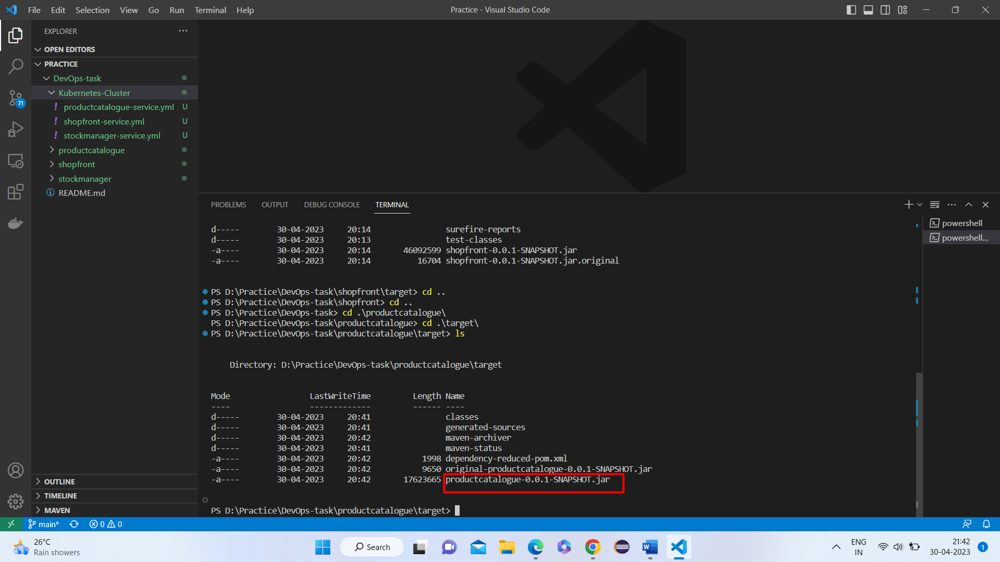 File Edit Selection View Go Run Terminal Help
Practice - Visual Studio Code
EXPLORER
OPEN EDITORS
PRACTICE
DevOps-task
Kubernetes-Cluster
! productcatalogue-service.yml U
! shopfront-service.yml U
! stockmanager-service.yml U
productcatalogue
shopfront
stockmanager
README.md
71
OUTLINE
TIMELINE
MAVEN
PROBLEMS OUTPUT DEBUG CONSOLE TERMINAL
powershell
powershell...
d----- 30-04-2023 20:14 surefire-reports
d----- 30-04-2023 20:13 test-classes
-a---- 30-04-2023 20:14 46092599 shopfront-0.0.1-SNAPSHOT.jar
-a---- 30-04-2023 20:14 16704 shopfront-0.0.1-SNAPSHOT.jar.original
PS D:\Practice\DevOps-task\shopfront\target> cd ..
PS D:\Practice\DevOps-task\shopfront> cd ..
PS D:\Practice\DevOps-task> cd .\productcatalogue\
PS D:\Practice\DevOps-task\productcatalogue> cd .\target\
PS D:\Practice\DevOps-task\productcatalogue\target> ls
Directory: D:\Practice\DevOps-task\productcatalogue\target
Mode LastWriteTime Length Name
---- ------------- ------ ----
d----- 30-04-2023 20:41 classes
d----- 30-04-2023 20:41 generated-sources
d----- 30-04-2023 20:42 maven-archiver
d----- 30-04-2023 20:41 maven-status
-a---- 30-04-2023 20:42 1998 dependency-reduced-pom.xml
-a---- 30-04-2023 20:42 9650 original-productcatalogue-0.0.1-SNAPSHOT.jar
-a---- 30-04-2023 20:42 17623665 productcatalogue-0.0.1-SNAPSHOT.jar
PS D:\Practice\DevOps-task\productcatalogue\target>
main* 0 0
26°C
Rain showers
Search
ENG
IN
21:42
30-04-2023
1